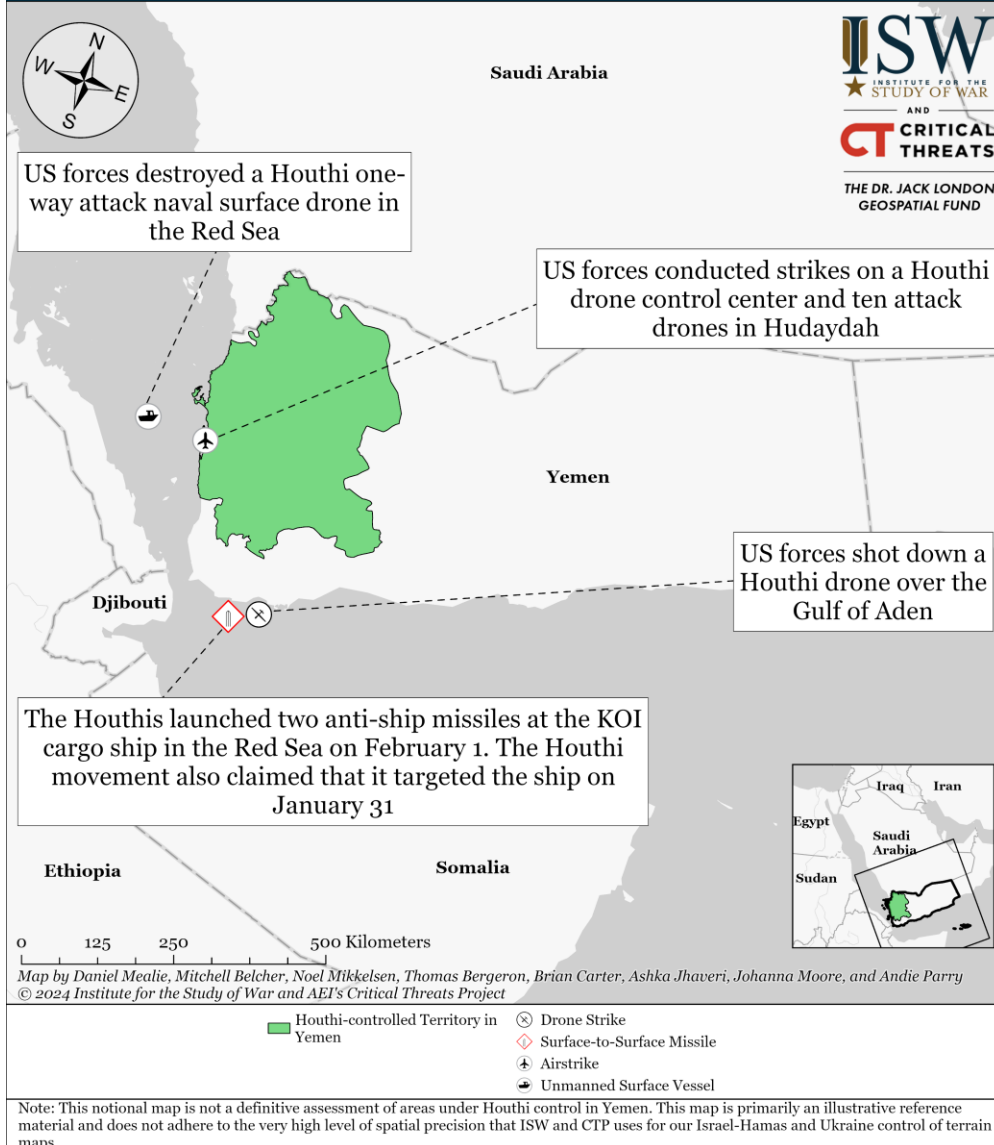 N
W
E
S
Saudi Arabia
ISW
INSTITUTE FOR THE
STUDY OF WAR
AND
CT CRITICAL
THREATS
THE DR. JACK LONDON
GEOSPATIAL FUND
US forces destroyed a Houthi one-
way attack naval surface drone in
the Red Sea
US forces conducted strikes on a Houthi
drone control center and ten attack
drones in Hudaydah
Yemen
US forces shot down a
Houthi drone over the
Gulf of Aden
Djibouti
The Houthis launched two anti-ship missiles at the KOI
cargo ship in the Red Sea on February 1. The Houthi
movement also claimed that it targeted the ship on
January 31
Ethiopia
Somalia
Iraq
Iran
Egypt
Saudi
Arabia
Sudan
0 125 250 500 Kilometers
Map by Daniel Mealie, Mitchell Belcher, Noel Mikkelsen, Thomas Bergeron, Brian Carter, Ashka Jhaveri, Johanna Moore, and Andie Parry
© 2024 Institute for the Study of War and AEI's Critical Threats Project
Houthi-controlled Territory in
Yemen
Drone Strike
Surface-to-Surface Missile
Airstrike
Unmanned Surface Vessel
Note: This notional map is not a definitive assessment of areas under Houthi control in Yemen. This map is primarily an illustrative reference
material and does not adhere to the very high level of spatial precision that ISW and CTP uses for our Israel-Hamas and Ukraine control of terrain
maps